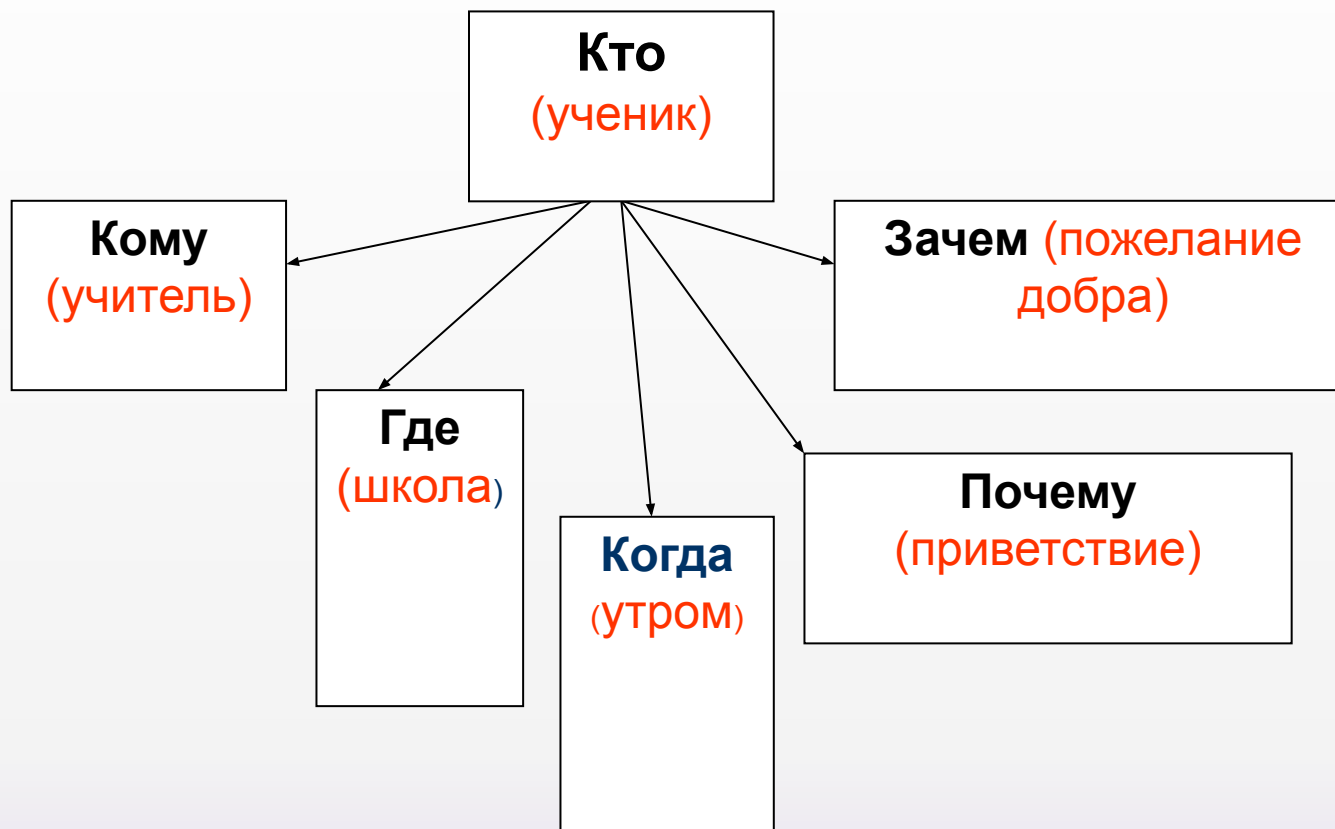 Кто
(ученик)
Кому
(учитель)
Зачем (пожелание
добра)
Где
(школа)
Когда
(утром)
Почему
(приветствие)